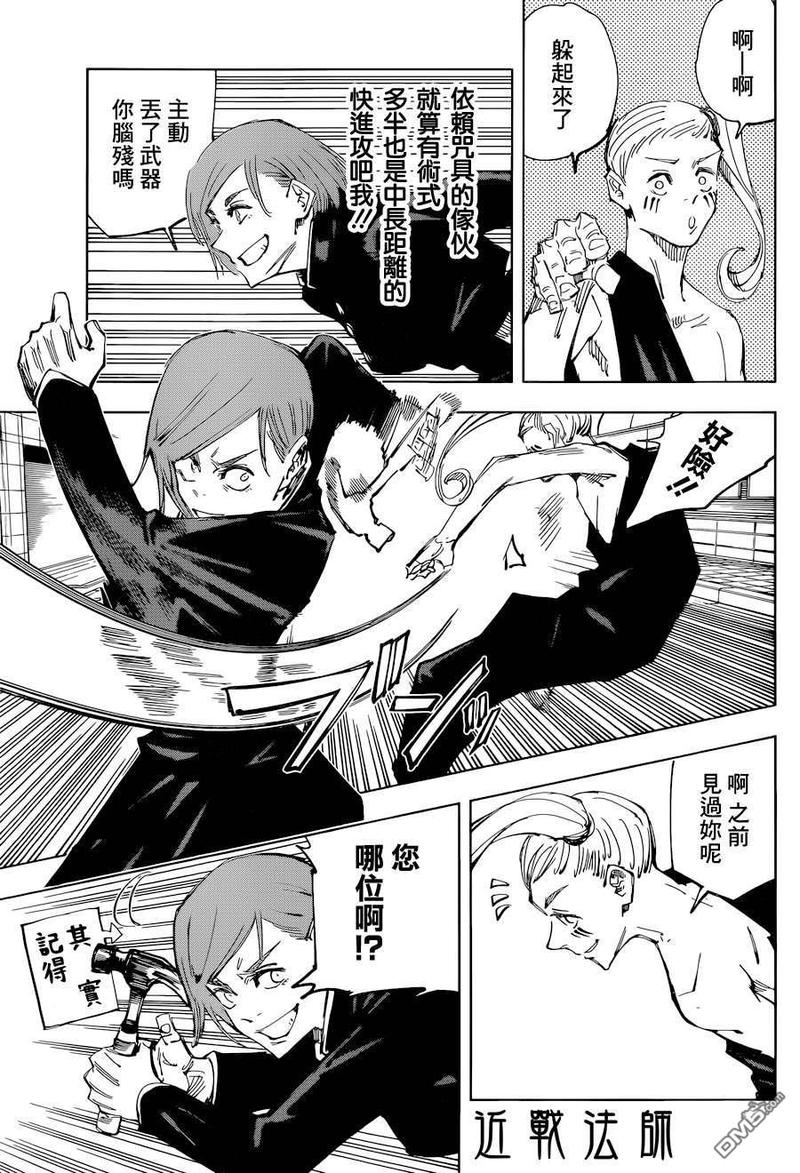 啊—啊
躲起來了
依賴咒具的傢伙
就算有術式
多半也是中長距離的
快進攻吧我!!
主動
丟了武器
你腦殘嗎
好險!!
ブンッ
啊 之前
見過妳呢
您
哪位啊!?
其實
記得
近戰法師
DM5.com